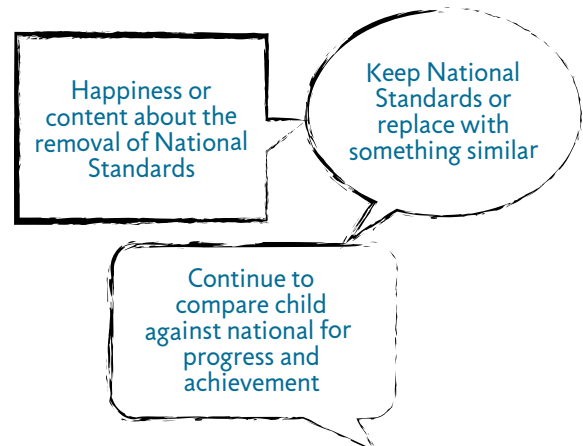 Happiness or
content about the
removal of National
Standards
Keep National
Standards or
replace with
something similar
Continue to
compare child
against national for
progress and
achievement